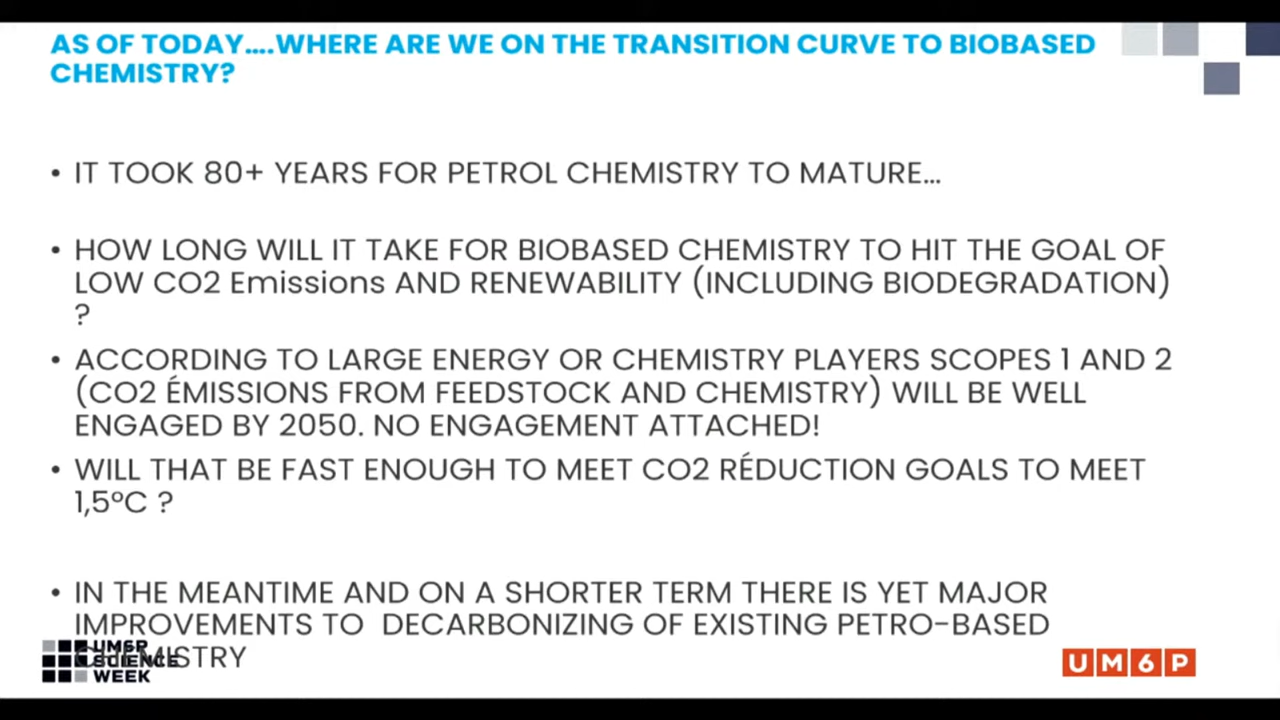 AS OF TODAY....WHERE ARE WE ON THE TRANSITION CURVE TO BIOBASED
CHEMISTRY?
• IT TOOK 80+ YEARS FOR PETROL CHEMISTRY TO MATURE...
• HOW LONG WILL IT TAKE FOR BIOBASED CHEMISTRY TO HIT THE GOAL OF
LOW CO2 Emissions AND RENEWABILITY (INCLUDING BIODEGRADATION)
?
• ACCORDING TO LARGE ENERGY OR CHEMISTRY PLAYERS SCOPES 1 AND 2
(CO2 ÉMISSIONS FROM FEEDSTOCK AND CHEMISTRY) WILL BE WELL
ENGAGED BY 2050. NO ENGAGEMENT ATTACHED!
• WILL THAT BE FAST ENOUGH TO MEET CO2 RÉDUCTION GOALS TO MEET
1,5°C ?
• IN THE MEANTIME AND ON A SHORTER TERM THERE IS YET MAJOR
IMPROVEMENTS TO DECARBONIZING OF EXISTING PETRO-BASED
CHEMISTRY
UM6P
SCIENCE
WEEK
UM6P